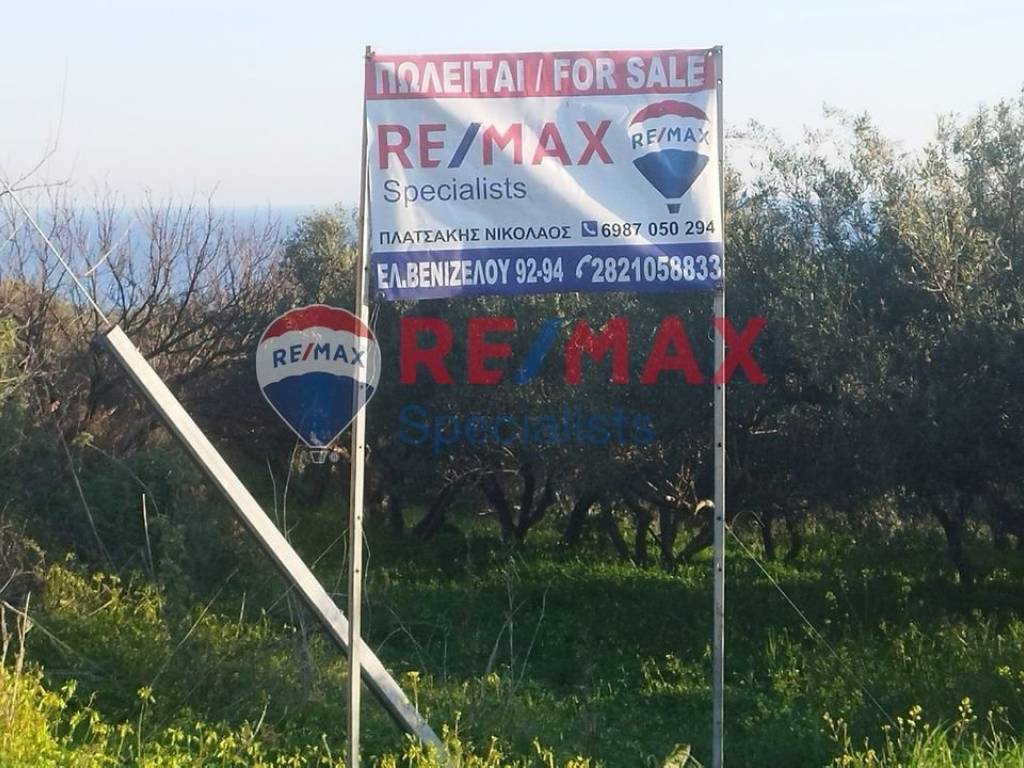 ΠΩΛΕΙΤΑΙ / FOR SALE
RE/MAX
RE/MAX
Specialists
ΠΛΑΤΣΑΚΗΣ ΝΙΚΟΛΑΟΣ 6987 050 294
ΕΛ.ΒΕΝΙΖΕΛΟΥ 92-94 2821058833
RE/MAX
RE/MAX
Specialists